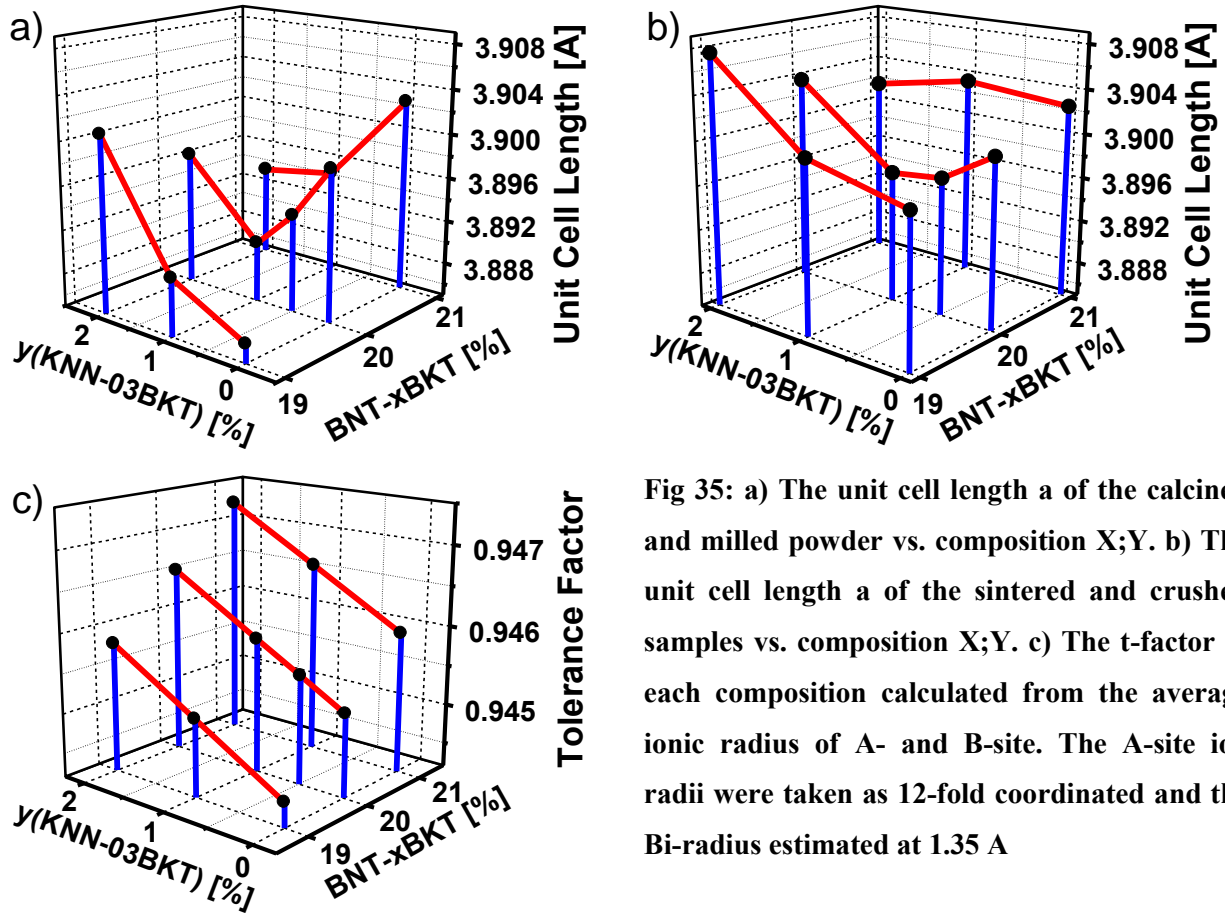 a)
3.908
3.904
3.900
3.896
3.892
3.888
Unit Cell Length [A]
2
1
0
y(KNN-03BKT) [%]
19
20
21
BNT-xBKT [%]
b)
3.908
3.904
3.900
3.896
3.892
3.888
Unit Cell Length [A]
2
1
0
y(KNN-03BKT) [%]
19
20
21
BNT-xBKT [%]
c)
0.947
0.946
0.945
Tolerance Factor
2
1
0
y(KNN-03BKT) [%]
19
20
21
BNT-xBKT [%]
Fig 35: a) The unit cell length a of the calcine
and milled powder vs. composition X;Y. b) Th
unit cell length a of the sintered and crushe
samples vs. composition X;Y. c) The t-factor
each composition calculated from the averag
ionic radius of A- and B-site. The A-site io
radii were taken as 12-fold coordinated and th
Bi-radius estimated at 1.35 A